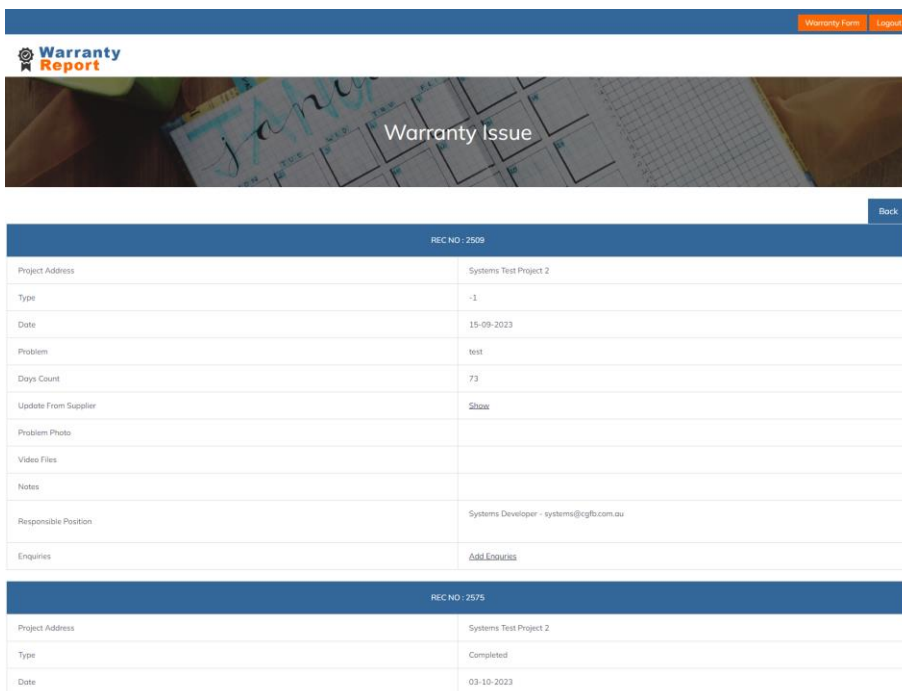 Warranty Form Logout
Warranty
Report
Warranty Issue
Back
REC NO : 2509
Project Address Systems Test Project 2
Type -1
Date 15-09-2023
Problem test
Days Count 73
Update From Supplier Show
Problem Photo
Video Files
Notes
Responsible Position Systems Developer - systems@cgfb.com.au
Enquiries Add Enquries
REC NO : 2575
Project Address Systems Test Project 2
Type Completed
Date 03-10-2023